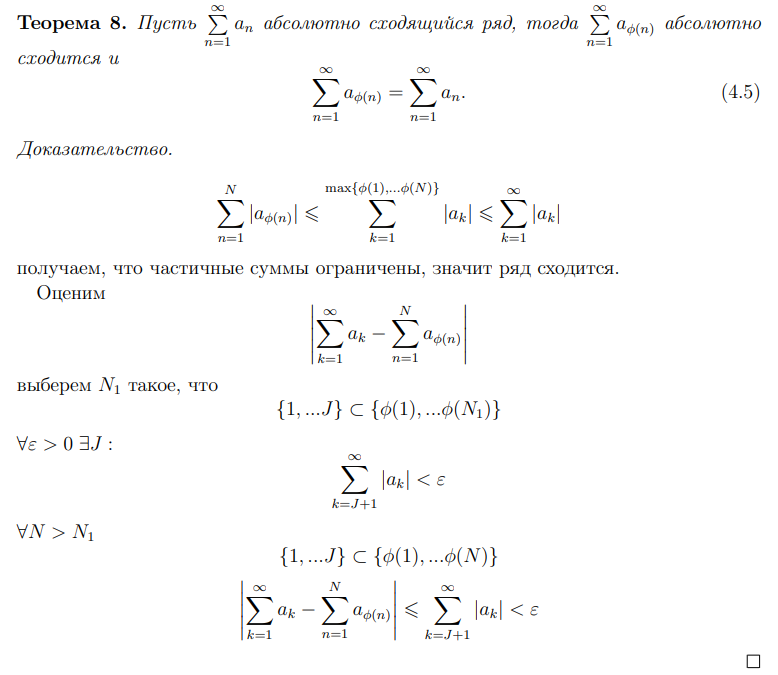 Теорема 8. Пусть $\sum\limits_{n=1}^{\infty} a_n$ абсолютно сходящийся ряд, тогда $\sum\limits_{n=1}^{\infty} a_{\phi(n)}$ абсолютно
сходится и
$$\sum_{n=1}^{\infty} a_{\phi(n)} = \sum_{n=1}^{\infty} a_n. \quad (4.5)$$
Доказательство.
$$\sum_{n=1}^{N} |a_{\phi(n)}| \leqslant \sum_{k=1}^{\max\{\phi(1),...\phi(N)\}} |a_k| \leqslant \sum_{k=1}^{\infty} |a_k|$$
получаем, что частичные суммы ограничены, значит ряд сходится.
Оценим
$$\left| \sum_{k=1}^{\infty} a_k - \sum_{n=1}^{N} a_{\phi(n)} \right|$$
выберем $N_1$ такое, что
$$\{1, ...J\} \subset \{\phi(1), ...\phi(N_1)\}$$
$\forall \varepsilon > 0 \; \exists J :$
$$\sum_{k=J+1}^{\infty} |a_k| < \varepsilon$$
$\forall N > N_1$
$$\{1, ...J\} \subset \{\phi(1), ...\phi(N)\}$$
$$\left| \sum_{k=1}^{\infty} a_k - \sum_{n=1}^{N} a_{\phi(n)} \right| \leqslant \sum_{k=J+1}^{\infty} |a_k| < \varepsilon$$
□